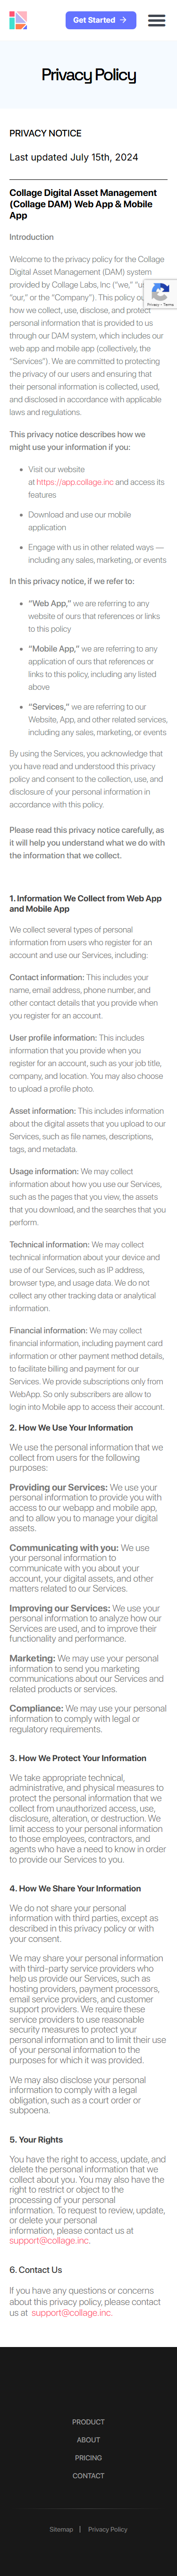 Get Started →
Privacy Policy
PRIVACY NOTICE
Last updated July 15th, 2024
Collage Digital Asset Management
(Collage DAM) Web App & Mobile
App
Introduction
Welcome to the privacy policy for the Collage
Digital Asset Management (DAM) system
provided by Collage Labs, Inc (“we,” “us,”
“our,” or the “Company”). This policy outlines
how we collect, use, disclose, and protect
personal information that is provided to us
through our DAM system, which includes our
web app and mobile app (collectively, the
“Services”). We are committed to protecting
the privacy of our users and ensuring that
their personal information is collected, used,
and disclosed in accordance with applicable
laws and regulations.
Privacy - Terms
This privacy notice describes how we
might use your information if you:
Visit our website
at https://app.collage.inc and access its
features
Download and use our mobile
application
Engage with us in other related ways ―
including any sales, marketing, or events
In this privacy notice, if we refer to:
“Web App,” we are referring to any
website of ours that references or links
to this policy
“Mobile App,” we are referring to any
application of ours that references or
links to this policy, including any listed
above
“Services,” we are referring to our
Website, App, and other related services,
including any sales, marketing, or events
By using the Services, you acknowledge that
you have read and understood this privacy
policy and consent to the collection, use, and
disclosure of your personal information in
accordance with this policy.
Please read this privacy notice carefully, as
it will help you understand what we do with
the information that we collect.
1. Information We Collect from Web App
and Mobile App
We collect several types of personal
information from users when you register for an
account and use our Services, including:
Contact information: This includes your
name, email address, phone number, and
other contact details that you provide when
you register for an account.
User profile information: This includes
information that you provide when you
register for an account, such as your job title,
company, and location. You may also choose
to upload a profile photo.
Asset information: This includes information
about the digital assets that you upload to our
Services, such as file names, descriptions,
tags, and metadata.
Usage information: We may collect
information about how you use our Services,
such as the pages that you view, the assets
that you download, and the searches that you
perform.
Technical information: We may collect
technical information about your device and
use of our Services, such as IP address,
browser type, and usage data. We do not
collect any other tracking data or analytical
information.
Financial information: We may collect
financial information, including payment card
information or other payment method details,
to facilitate billing and payment for our
Services. We provide subscriptions only from
WebApp. So only subscribers are allow to
login into Mobile app to access their account.
2. How We Use Your Information
We use the personal information that we
collect from users for the following
purposes:
Providing our Services: We use your
personal information to provide you with
access to our webapp and mobile app,
and to allow you to manage your digital
assets.
Communicating with you: We use
your personal information to
communicate with you about your
account, your digital assets, and other
matters related to our Services.
Improving our Services: We use your
personal information to analyze how our
Services are used, and to improve their
functionality and performance.
Marketing: We may use your personal
information to send you marketing
communications about our Services and
related products or services.
Compliance: We may use your personal
information to comply with legal or
regulatory requirements.
3. How We Protect Your Information
We take appropriate technical,
administrative, and physical measures to
protect the personal information that we
collect from unauthorized access, use,
disclosure, alteration, or destruction. We
limit access to your personal information
to those employees, contractors, and
agents who have a need to know in order
to provide our Services to you.
4. How We Share Your Information
We do not share your personal
information with third parties, except as
described in this privacy policy or with
your consent.
We may share your personal information
with third-party service providers who
help us provide our Services, such as
hosting providers, payment processors,
email service providers, and customer
support providers. We require these
service providers to use reasonable
security measures to protect your
personal information and to limit their use
of your personal information to the
purposes for which it was provided.
We may also disclose your personal
information to comply with a legal
obligation, such as a court order or
subpoena.
5. Your Rights
You have the right to access, update, and
delete the personal information that we
collect about you. You may also have the
right to restrict or object to the
processing of your personal
information. To request to review, update,
or delete your personal
information, please contact us at
support@collage.inc.
6. Contact Us
If you have any questions or concerns
about this privacy policy, please contact
us at support@collage.inc.
PRODUCT
ABOUT
PRICING
CONTACT
Sitemap | Privacy Policy